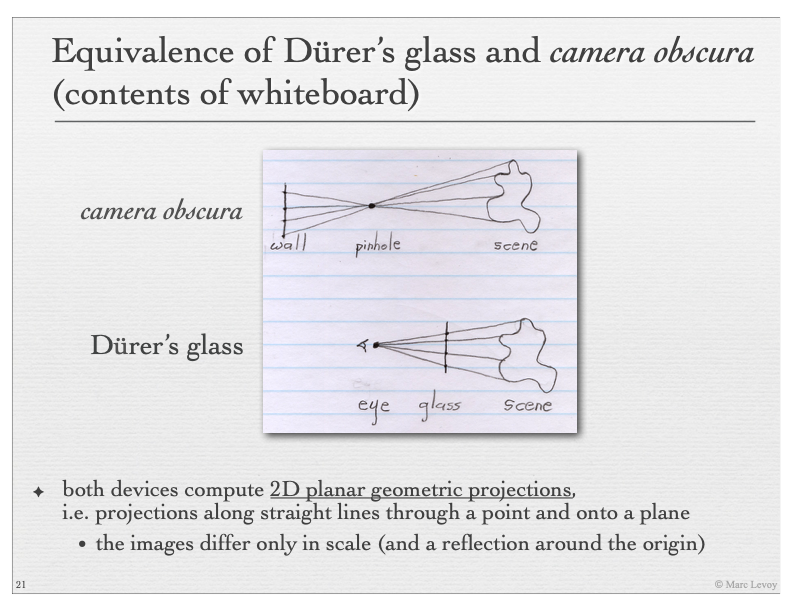 Equivalence of Dürer's glass and camera obscura
(contents of whiteboard)
camera obscura
wall pinhole scene
Dürer's glass
eye glass scene
✦ both devices compute 2D planar geometric projections,
i.e. projections along straight lines through a point and onto a plane
• the images differ only in scale (and a reflection around the origin)
21
© Marc Levoy